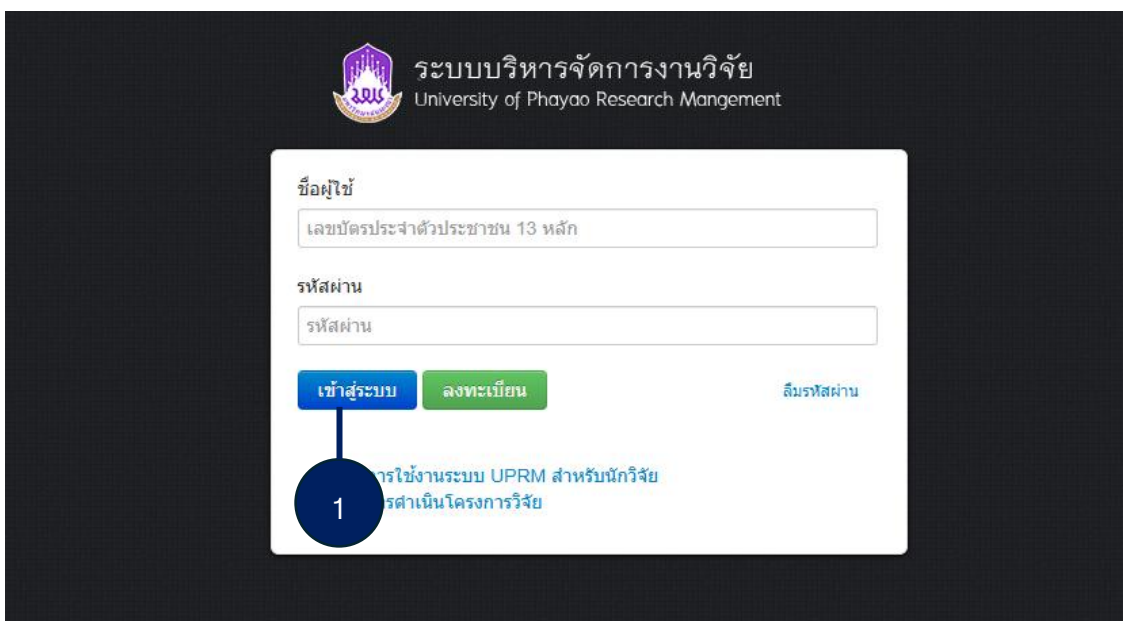 ระบบบริหารจัดการงานวิจัย
University of Phayao Research Mangement
ชื่อผู้ใช้
เลขบัตรประจำตัวประชาชน 13 หลัก
รหัสผ่าน
รหัสผ่าน
เข้าสู่ระบบ ลงทะเบียน ลืมรหัสผ่าน
การใช้งานระบบ UPRM สำหรับนักวิจัย
1 รดำเนินโครงการวิจัย